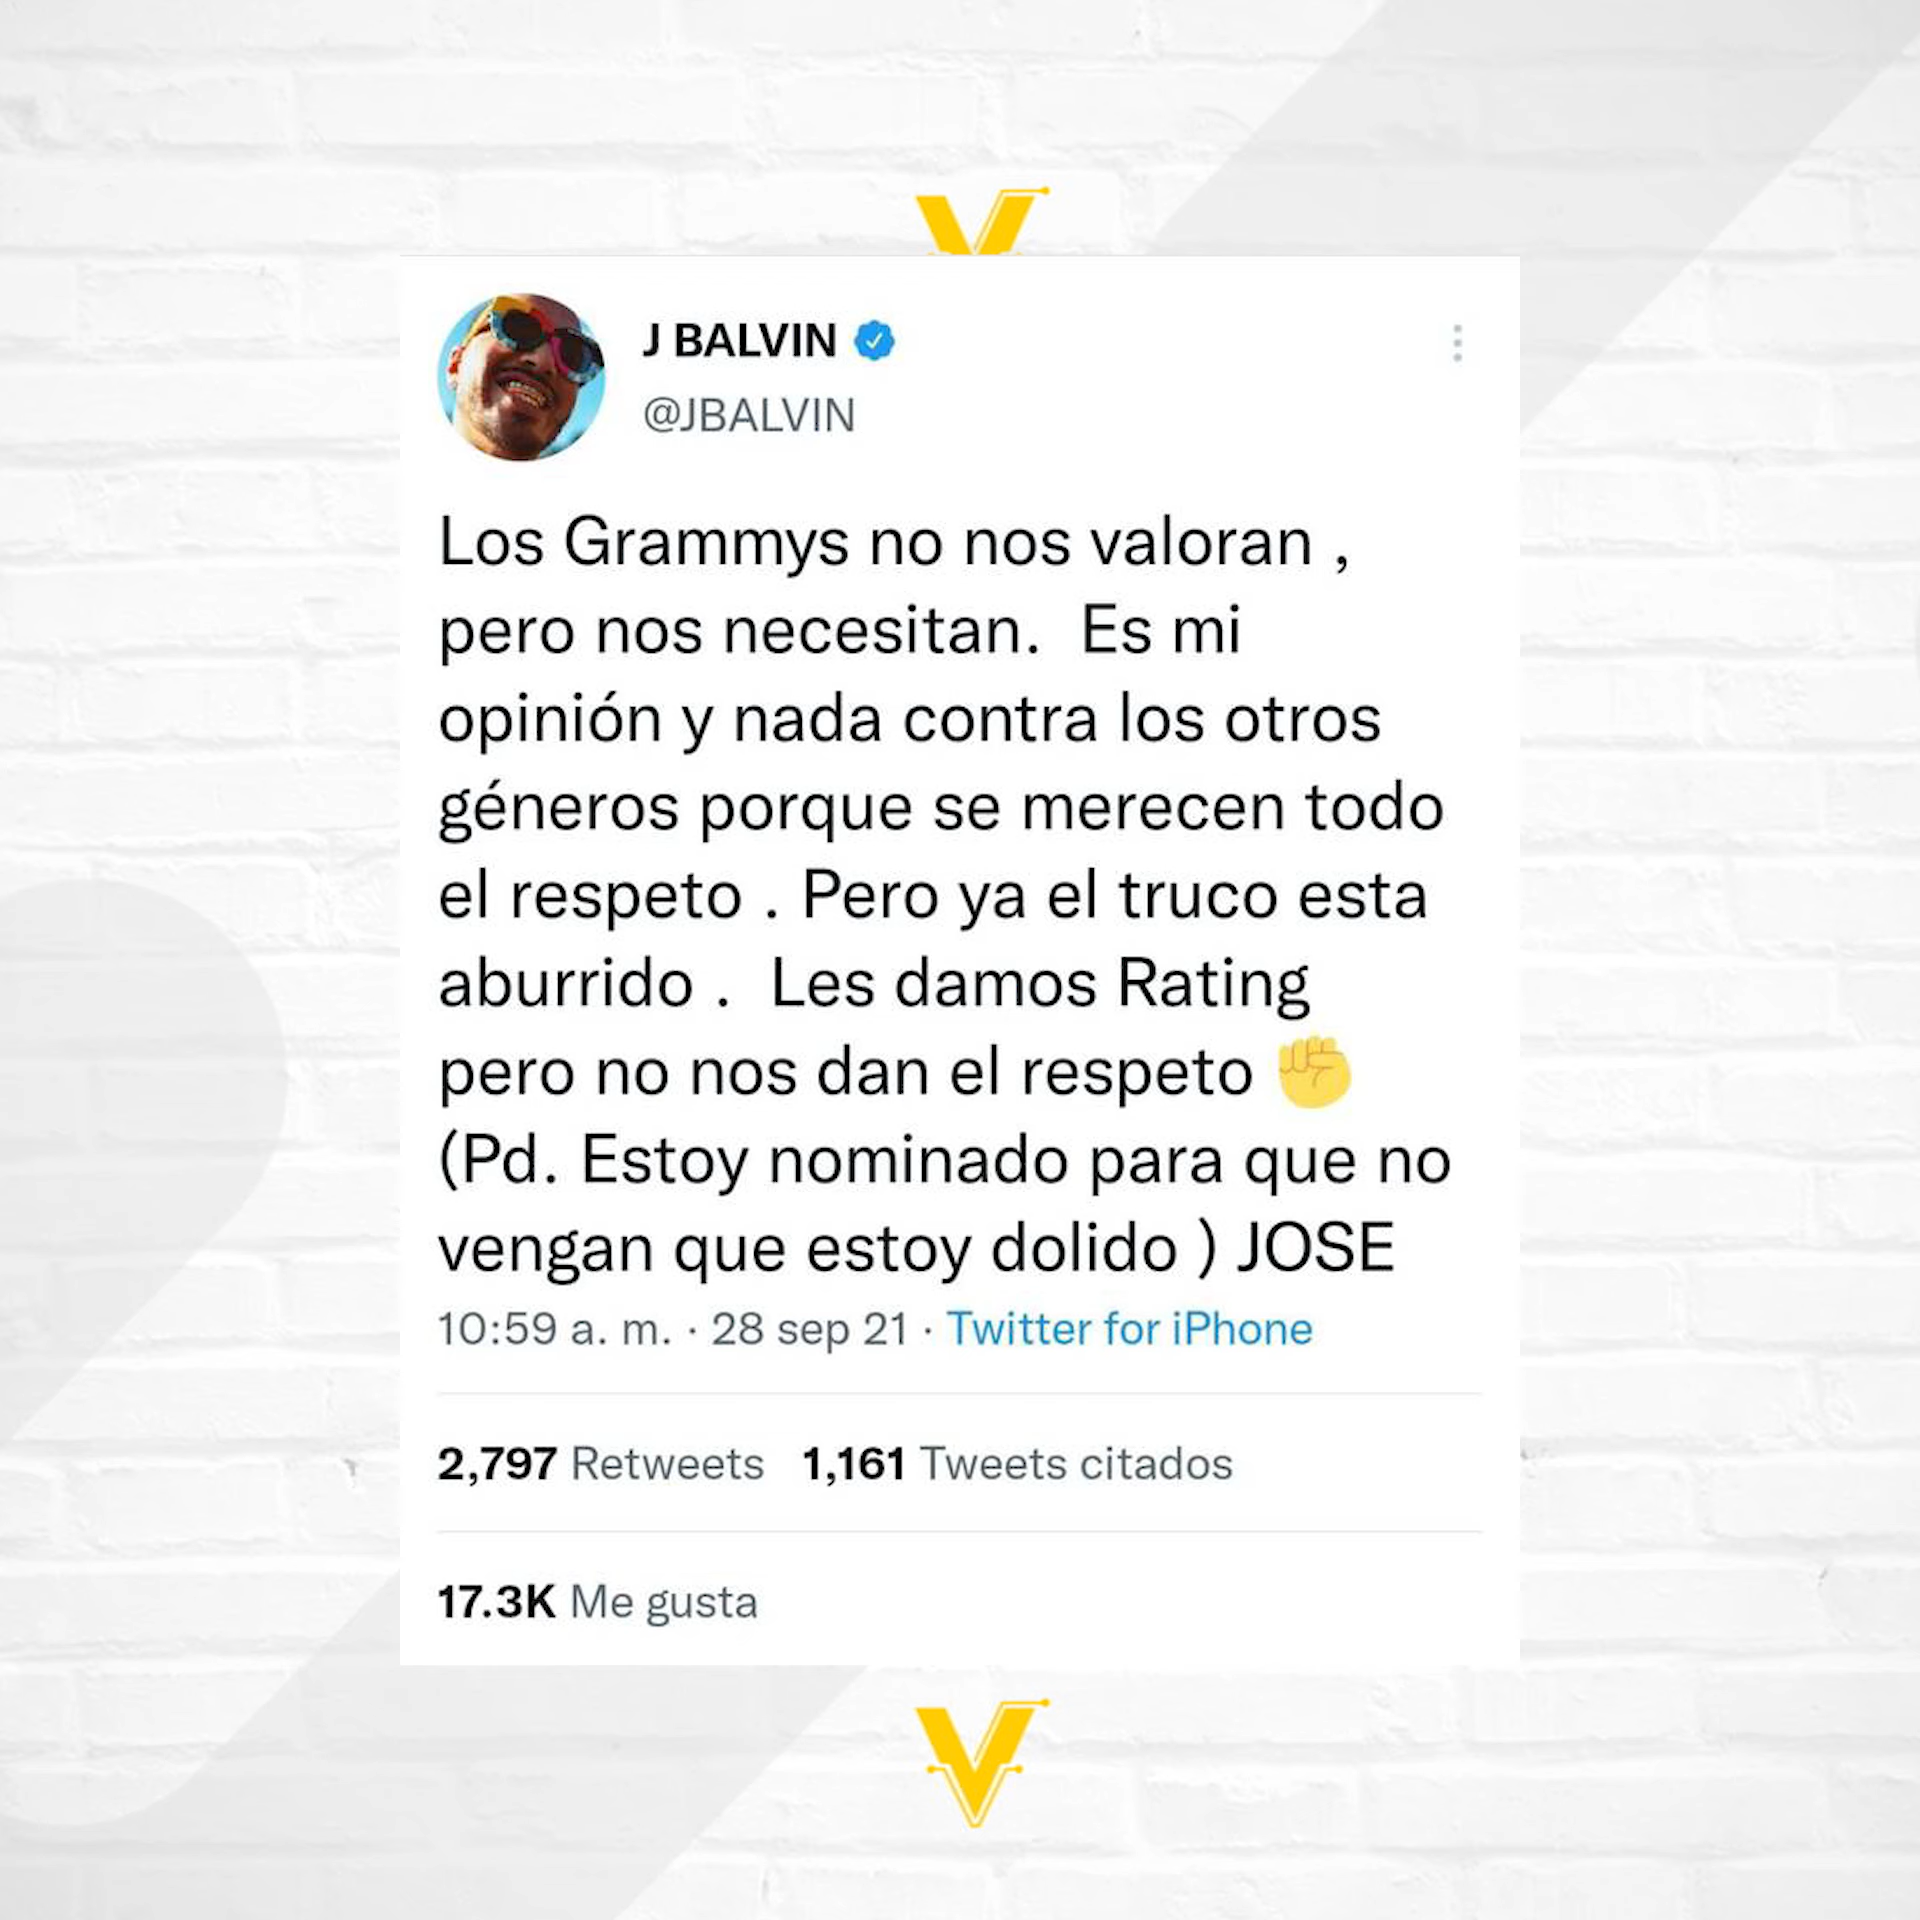 J BALVIN
@JBALVIN
Los Grammys no nos valoran ,
pero nos necesitan.  Es mi
opinión y nada contra los otros
géneros porque se merecen todo
el respeto . Pero ya el truco esta
aburrido .  Les damos Rating
pero no nos dan el respeto ✊
(Pd. Estoy nominado para que no
vengan que estoy dolido ) JOSE
10:59 a. m. · 28 sep 21 · Twitter for iPhone
2,797 Retweets 1,161 Tweets citados
17.3K Me gusta